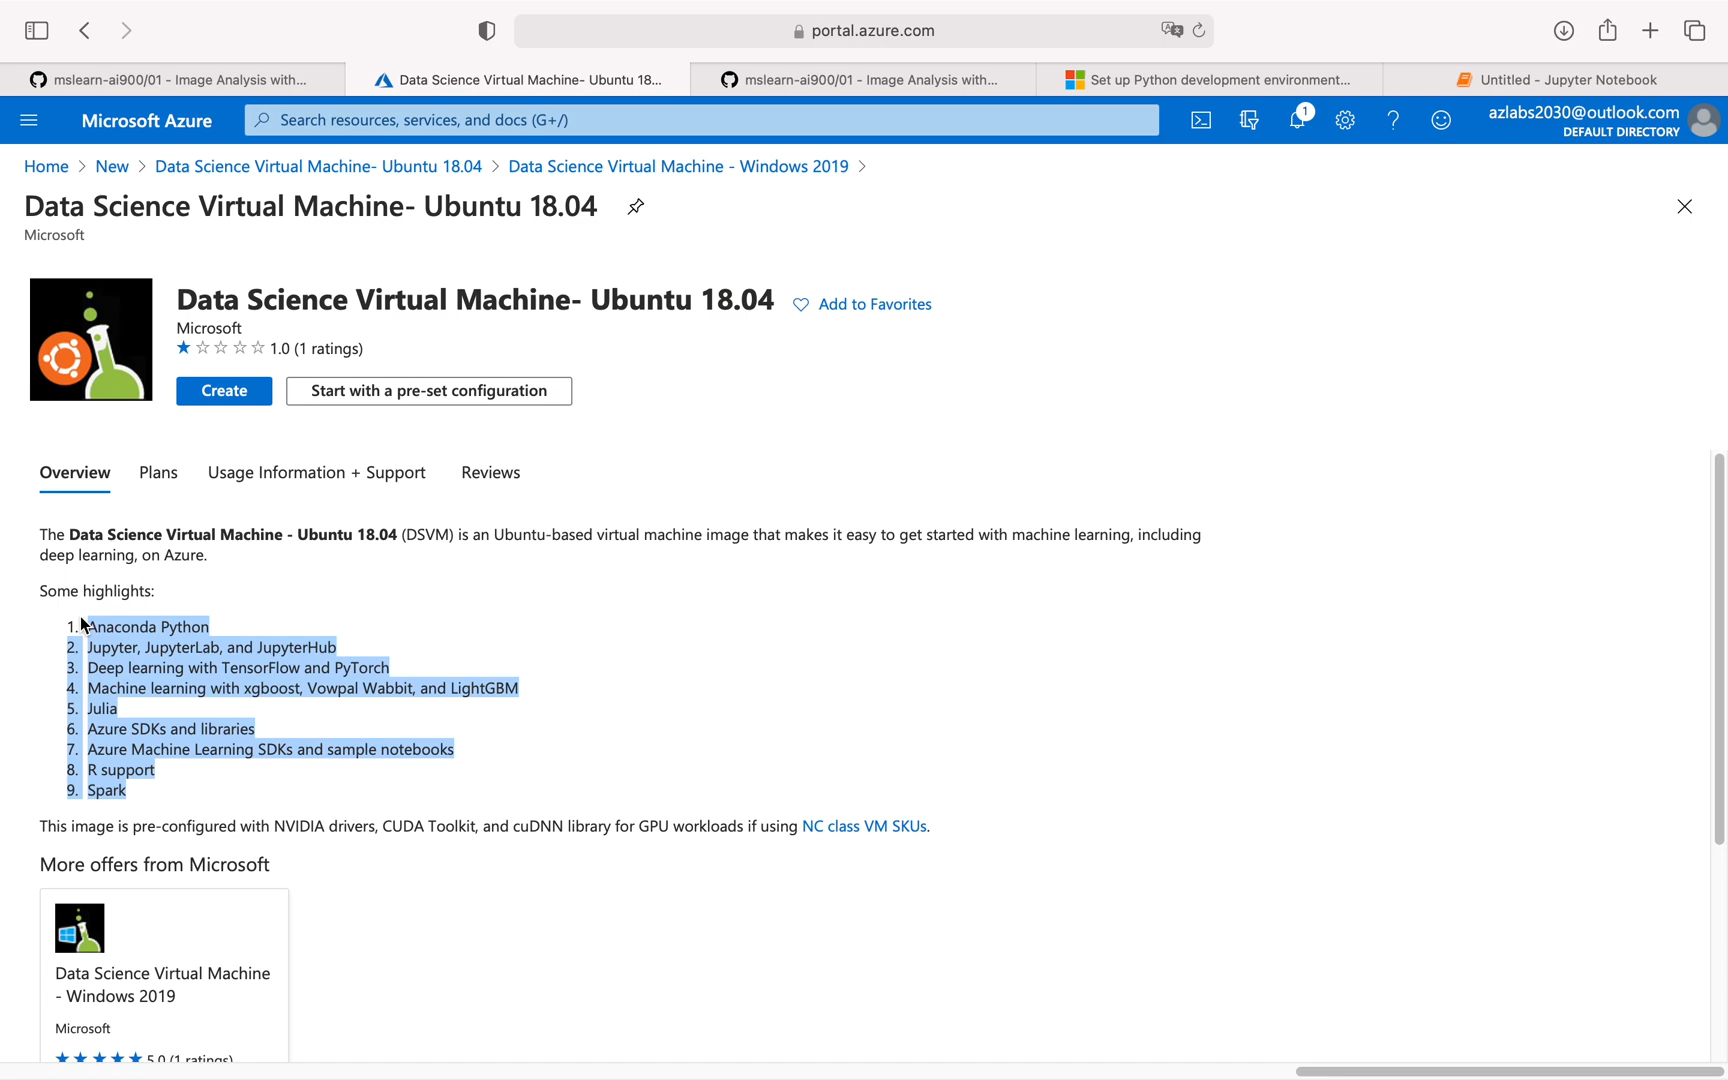 portal.azure.com
mslearn-ai900/01 - Image Analysis with...
Data Science Virtual Machine- Ubuntu 18...
mslearn-ai900/01 - Image Analysis with...
Set up Python development environment...
Untitled - Jupyter Notebook
Microsoft Azure
Search resources, services, and docs (G+/)
1
azlabs2030@outlook.com
DEFAULT DIRECTORY
Home > New > Data Science Virtual Machine- Ubuntu 18.04 > Data Science Virtual Machine - Windows 2019 >
Data Science Virtual Machine- Ubuntu 18.04
Microsoft
Data Science Virtual Machine- Ubuntu 18.04
Add to Favorites
Microsoft
1.0 (1 ratings)
Create
Start with a pre-set configuration
Overview
Plans
Usage Information + Support
Reviews
The Data Science Virtual Machine - Ubuntu 18.04 (DSVM) is an Ubuntu-based virtual machine image that makes it easy to get started with machine learning, including
deep learning, on Azure.
Some highlights:
1. Anaconda Python
2. Jupyter, JupyterLab, and JupyterHub
3. Deep learning with TensorFlow and PyTorch
4. Machine learning with xgboost, Vowpal Wabbit, and LightGBM
5. Julia
6. Azure SDKs and libraries
7. Azure Machine Learning SDKs and sample notebooks
8. R support
9. Spark
This image is pre-configured with NVIDIA drivers, CUDA Toolkit, and cuDNN library for GPU workloads if using NC class VM SKUs.
More offers from Microsoft
Data Science Virtual Machine
- Windows 2019
Microsoft
5.0 (1 ratings)